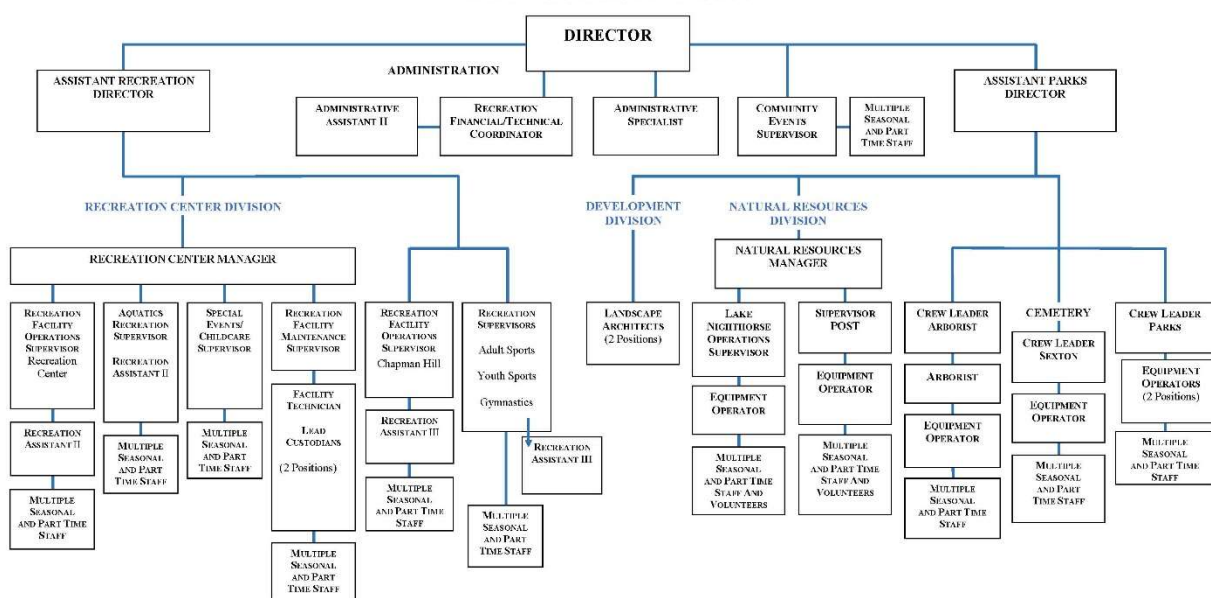 DIRECTOR
ASSISTANT RECREATION
DIRECTOR
ADMINISTRATION
ASSISTANT PARKS
DIRECTOR
ADMINISTRATIVE
ASSISTANT II
RECREATION
FINANCIAL/TECHNICAL
COORDINATOR
ADMINISTRATIVE
SPECIALIST
COMMUNITY
EVENTS
SUPERVISOR
MULTIPLE
SEASONAL
AND PART
TIME STAFF
RECREATION CENTER DIVISION
DEVELOPMENT
DIVISION
NATURAL RESOURCES
DIVISION
RECREATION CENTER MANAGER
NATURAL RESOURCES
MANAGER
RECREATION
FACILITY
OPERATIONS
SUPERVISOR
Recreation
Center
RECREATION
ASSISTANT II
MULTIPLE
SEASONAL
AND PART TIME
STAFF
AQUATICS
RECREATION
SUPERVISOR
RECREATION
ASSISTANT II
MULTIPLE
SEASONAL
AND PART
TIME STAFF
SPECIAL
EVENTS/
CHILDCARE
SUPERVISOR
MULTIPLE
SEASONAL
AND PART
TIME STAFF
RECREATION
FACILITY
MAINTENANCE
SUPERVISOR
FACILITY
TECHNICIAN
LEAD
CUSTODIANS
(2 Positions)
MULTIPLE
SEASONAL
AND PART
TIME STAFF
RECREATION
FACILITY
OPERATIONS
SUPERVISOR
Chapman Hill
RECREATION
ASSISTANT III
MULTIPLE
SEASONAL
AND PART TIME
STAFF
RECREATION
SUPERVISORS
Adult Sports
Youth Sports
Gymnastics
RECREATION
ASSISTANT III
MULTIPLE
SEASONAL
AND PART TIME
STAFF
LANDSCAPE
ARCHITECTS
(2 Positions)
LAKE
NIGHTHORSE
OPERATIONS
SUPERVISOR
EQUIPMENT
OPERATOR
MULTIPLE
SEASONAL
AND PART TIME
STAFF AND
VOLUNTEERS
SUPERVISOR
POST
EQUIPMENT
OPERATOR
MULTIPLE
SEASONAL
AND PART TIME
STAFF AND
VOLUNTEERS
CREW LEADER
ARBORIST
ARBORIST
EQUIPMENT
OPERATOR
MULTIPLE
SEASONAL AND
PART TIME
STAFF
CEMETERY
CREW LEADER
SEXTON
EQUIPMENT
OPERATOR
MULTIPLE
SEASONAL AND
PART TIME
STAFF
CREW LEADER
PARKS
EQUIPMENT
OPERATORS
(2 Positions)
MULTIPLE
SEASONAL AND
PART TIME
STAFF